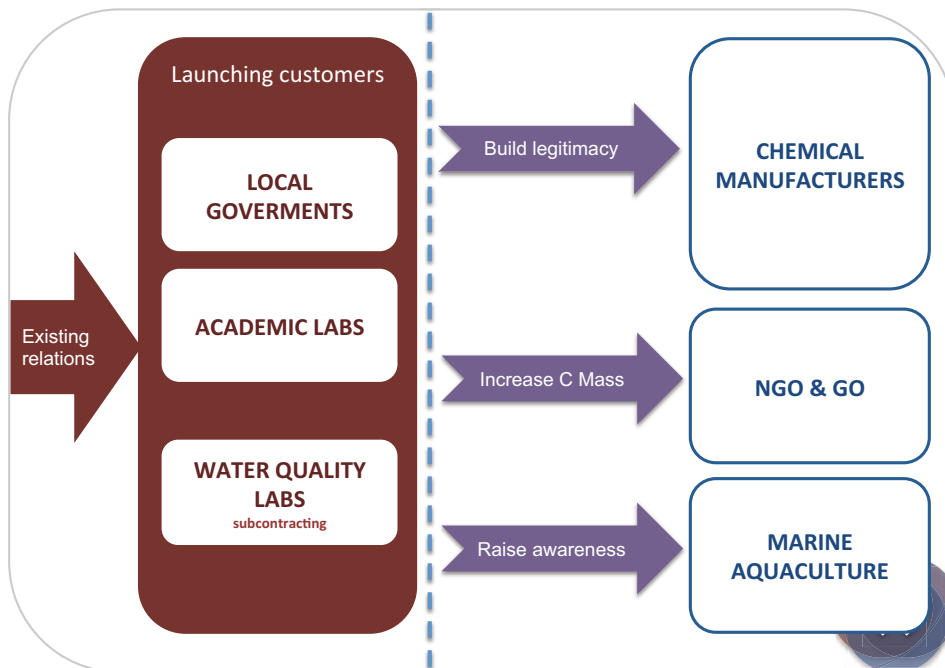 Launching customers
LOCAL
GOVERMENTS
ACADEMIC LABS
WATER QUALITY
LABS
subcontracting
Existing
relations
Build legitimacy
Increase C Mass
Raise awareness
CHEMICAL
MANUFACTURERS
NGO & GO
MARINE
AQUACULTURE